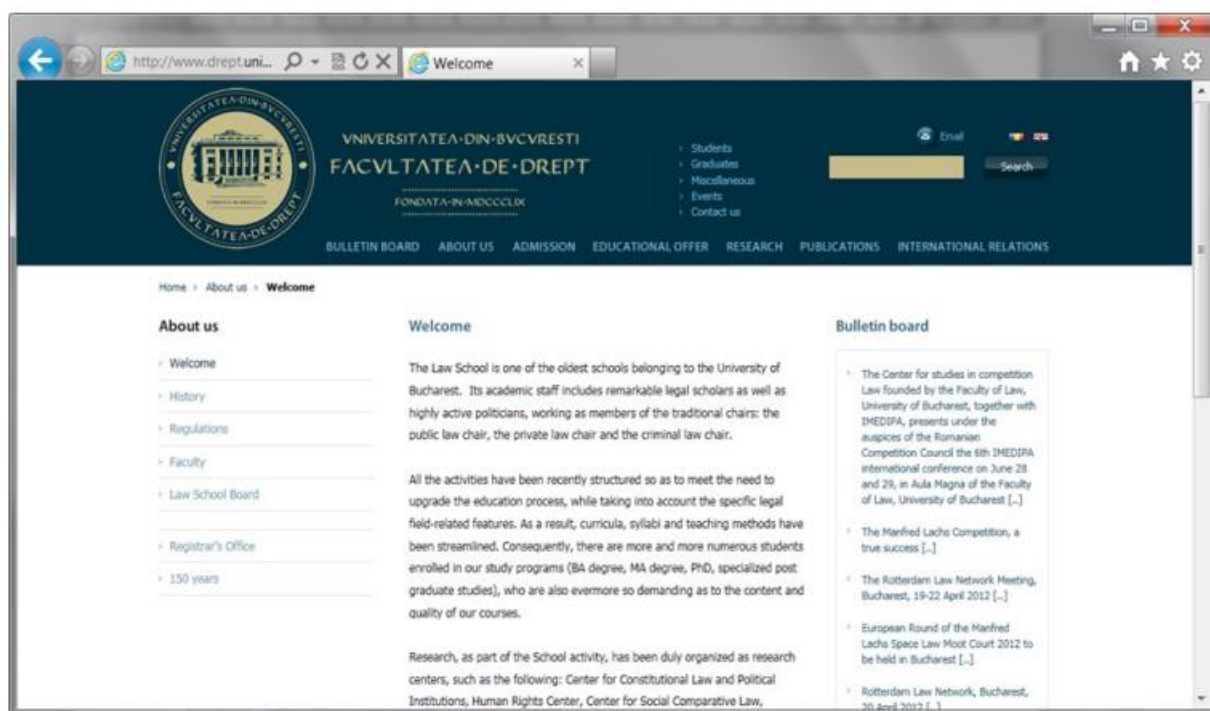 http://www.drept.uni...
Welcome
VNIVERSITATEA·DIN·BVCVRESTI
FACVLTATEA·DE·DREPT
VNIVERSITATEA·DIN·BVCVRESTI
FACVLTATEA·DE·DREPT
FONDATA·IN·MDCCCLIX
Students
Graduates
Miscellaneous
Events
Contact us
Email
Search
BULLETIN BOARD ABOUT US ADMISSION EDUCATIONAL OFFER RESEARCH PUBLICATIONS INTERNATIONAL RELATIONS
Home About us Welcome
About us
Welcome
History
Regulations
Faculty
Law School Board
Registrar's Office
150 years
Welcome
The Law School is one of the oldest schools belonging to the University of
Bucharest. Its academic staff includes remarkable legal scholars as well as
highly active politicians, working as members of the traditional chairs: the
public law chair, the private law chair and the criminal law chair.
All the activities have been recently structured so as to meet the need to
upgrade the education process, while taking into account the specific legal
field-related features. As a result, curricula, syllabi and teaching methods have
been streamlined. Consequently, there are more and more numerous students
enrolled in our study programs (BA degree, MA degree, PhD, specialized post
graduate studies), who are also evermore so demanding as to the content and
quality of our courses.
Research, as part of the School activity, has been duly organized as research
centers, such as the following: Center for Constitutional Law and Political
Institutions, Human Rights Center, Center for Social Comparative Law,
Bulletin board
The Center for studies in competition
Law founded by the Faculty of Law,
University of Bucharest, together with
IMEDIPA, presents under the
auspices of the Romanian
Competition Council the 6th IMEDIPA
international conference on June 28
and 29, in Aula Magna of the Faculty
of Law, University of Bucharest [..]
The Manfred Lachs Competition, a
true success [..]
The Rotterdam Law Network Meeting,
Bucharest, 19-22 April 2012 [..]
European Round of the Manfred
Lachs Space Law Moot Court 2012 to
be held in Bucharest [..]
Rotterdam Law Network, Bucharest,
20 April 2012 [..]